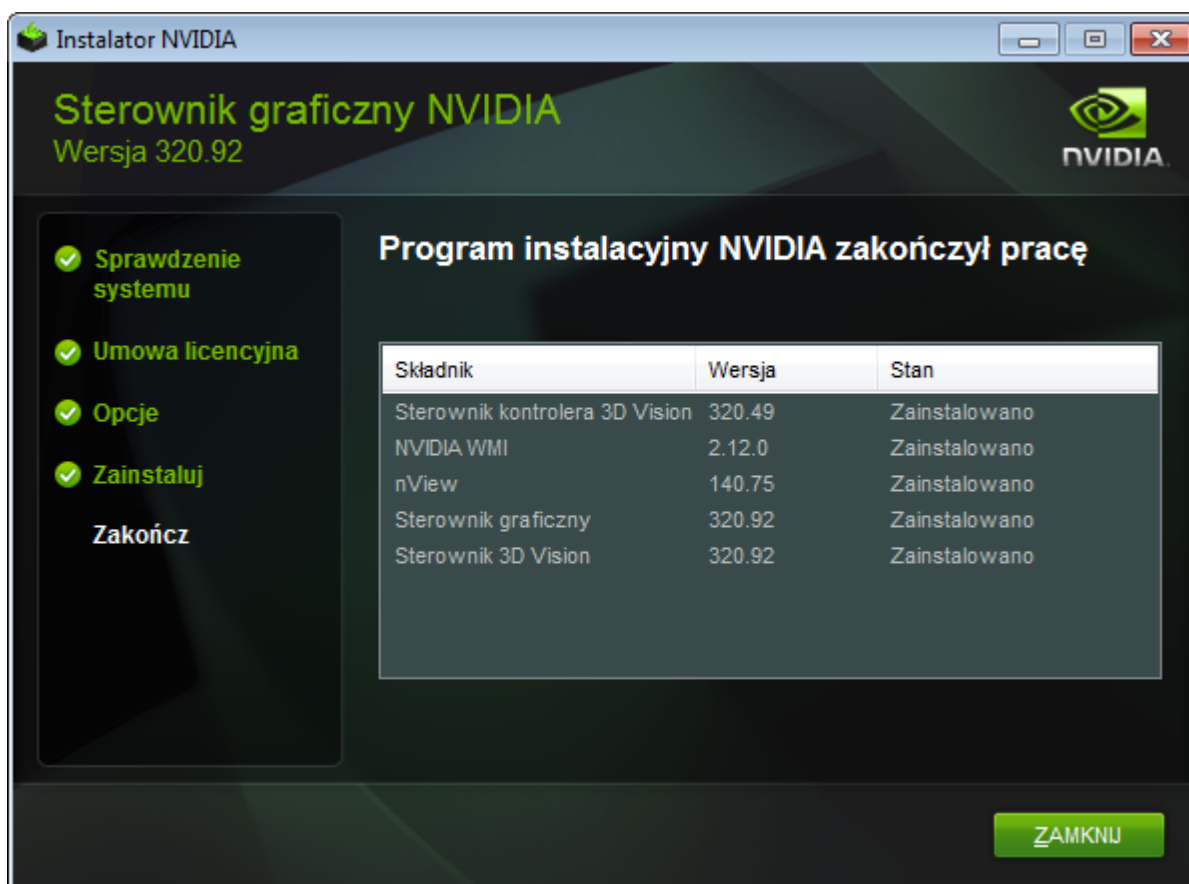 Instalator NVIDIA
Sterownik graficzny NVIDIA
Wersja 320.92
NVIDIA.
Sprawdzenie
systemu
Umowa licencyjna
Opcje
Zainstaluj
Zakończ
Program instalacyjny NVIDIA zakończył pracę
Składnik Wersja Stan
Sterownik kontrolera 3D Vision 320.49 Zainstalowano
NVIDIA WMI 2.12.0 Zainstalowano
nView 140.75 Zainstalowano
Sterownik graficzny 320.92 Zainstalowano
Sterownik 3D Vision 320.92 Zainstalowano
ZAMKNIJ